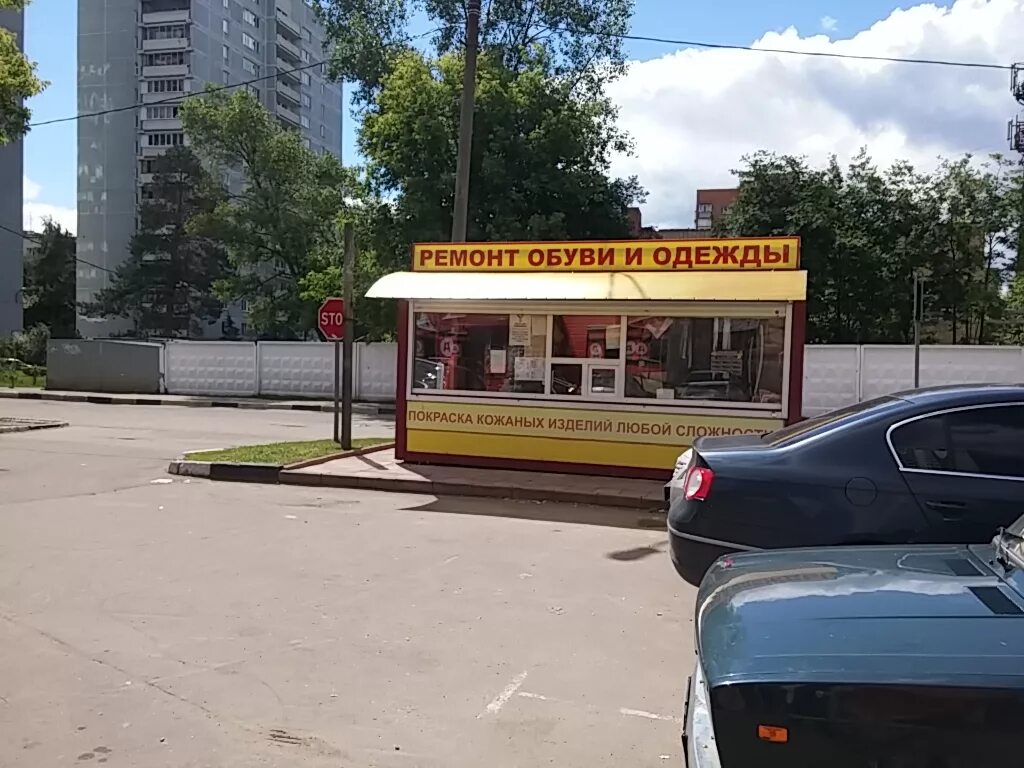 РЕМОНТ ОБУВИ И ОДЕЖДЫ
STO
ПОКРАСКА КОЖАНЫХ ИЗДЕЛИЙ ЛЮБОЙ СЛОЖНОСТИ